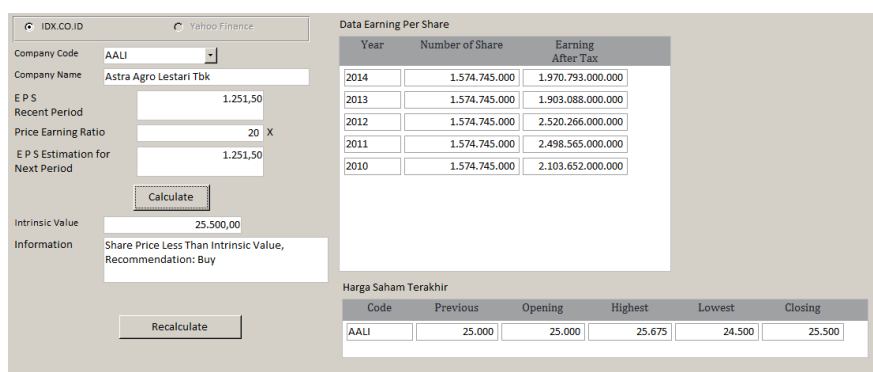 IDX.CO.ID Yahoo Finance
Company Code AALI
Company Name Astra Agro Lestari Tbk
E P S
Recent Period 1.251,50
Price Earning Ratio 20 X
E P S Estimation for
Next Period 1.251,50
Calculate
Intrinsic Value 25.500,00
Information Share Price Less Than Intrinsic Value,
Recommendation: Buy
Recalculate
Data Earning Per Share
Year Number of Share Earning
After Tax
2014 1.574.745.000 1.970.793.000.000
2013 1.574.745.000 1.903.088.000.000
2012 1.574.745.000 2.520.266.000.000
2011 1.574.745.000 2.498.565.000.000
2010 1.574.745.000 2.103.652.000.000
Harga Saham Terakhir
Code Previous Opening Highest Lowest Closing
AALI 25.000 25.000 25.675 24.500 25.500